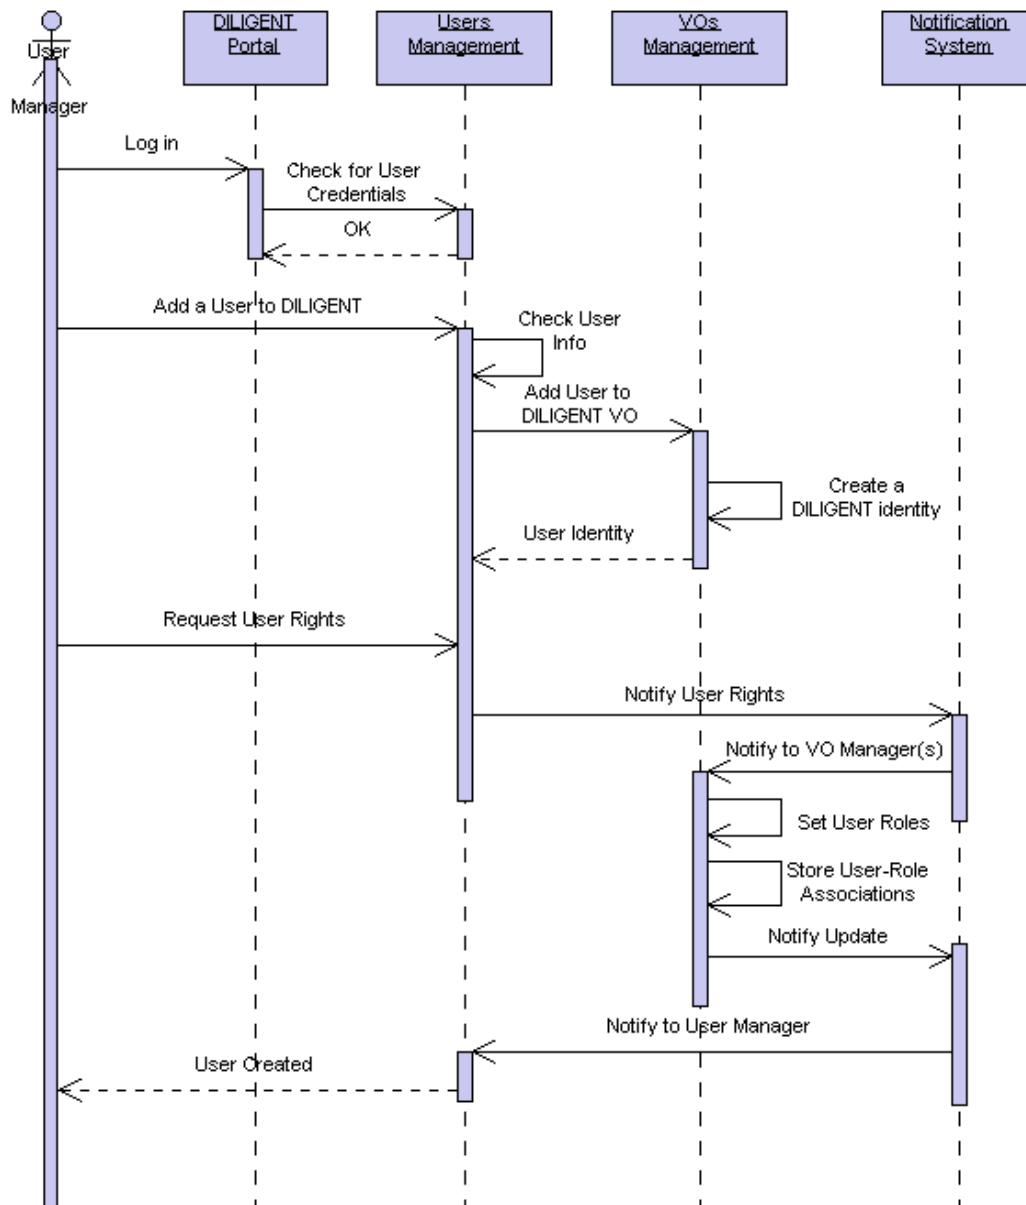 User
Manager
DILIGENT
Portal
Users
Management
VOs
Management
Notification
System
Log in
Check for User
Credentials
OK
Add a User to DILIGENT
Check User
Info
Add User to
DILIGENT VO
Create a
DILIGENT identity
User Identity
Request User Rights
Notify User Rights
Notify to VO Manager(s)
Set User Roles
Store User-Role
Associations
Notify Update
Notify to User Manager
User Created